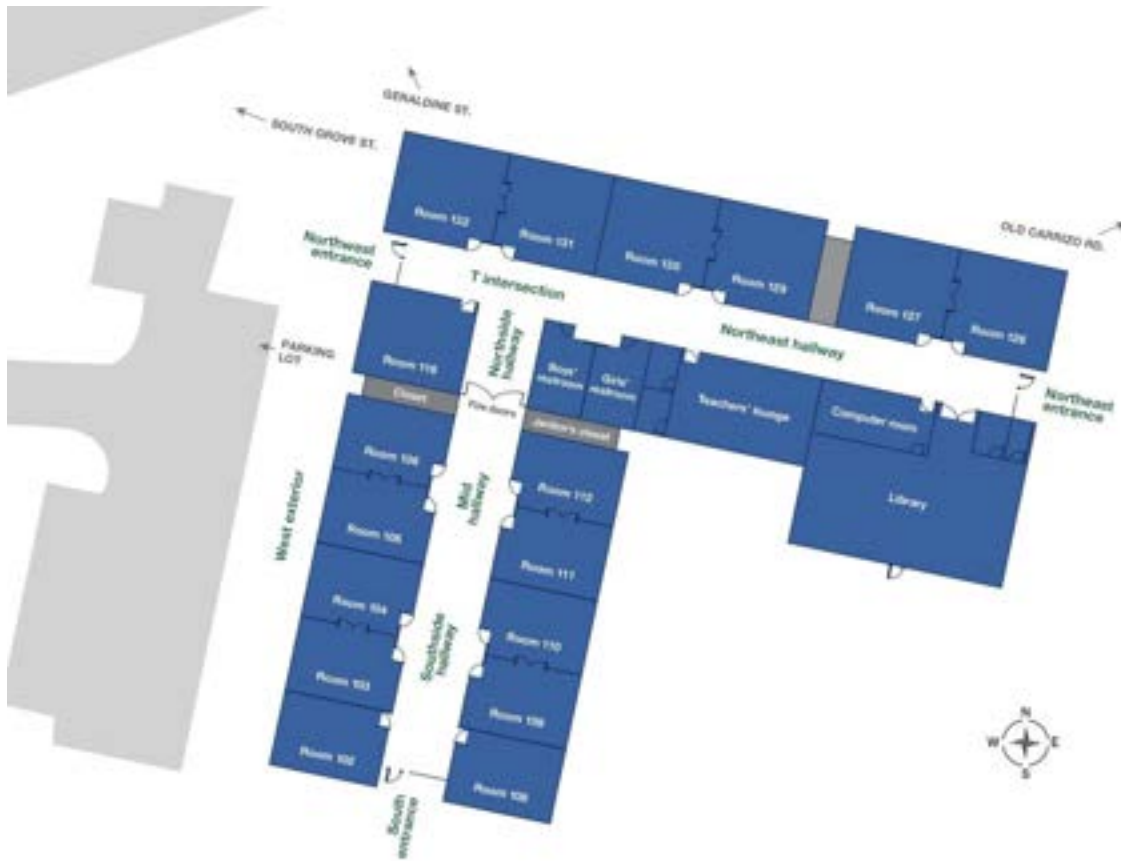 GERALDINE ST.
SOUTH GROVE ST.
OLD CARRIZO RD.
Room 132
Room 131
Room 130
Room 129
Room 127
Room 128
Northwest
entrance
T intersection
Northeast hallway
Northside
hallway
PARKING
LOT
Room 119
Closet
Fire doors
Boys'
restroom
Girls'
restroom
Teachers' lounge
Computer room
Northeast
entrance
Janitor's closet
Library
West exterior
Room 106
Mid
hallway
Room 112
Room 105
Room 111
Room 104
Southside
hallway
Room 110
Room 103
Room 109
Room 102
Room 108
South
entrance
N
W
E
S